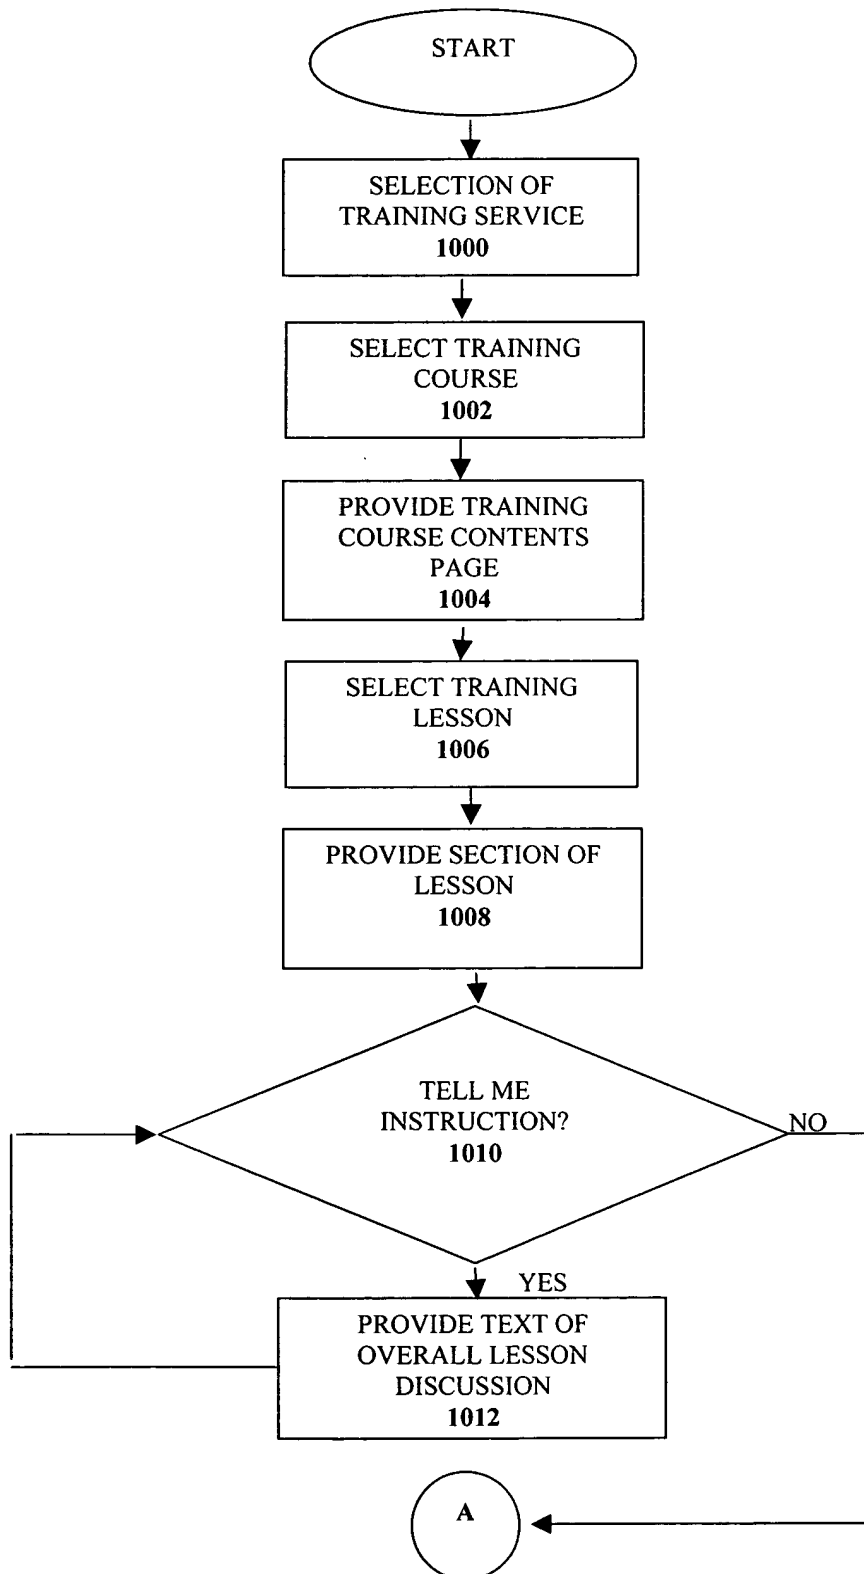 START
SELECTION OF
TRAINING SERVICE
1000
SELECT TRAINING
COURSE
1002
PROVIDE TRAINING
COURSE CONTENTS
PAGE
1004
SELECT TRAINING
LESSON
1006
PROVIDE SECTION OF
LESSON
1008
TELL ME
INSTRUCTION?
1010
NO
YES
PROVIDE TEXT OF
OVERALL LESSON
DISCUSSION
1012
A